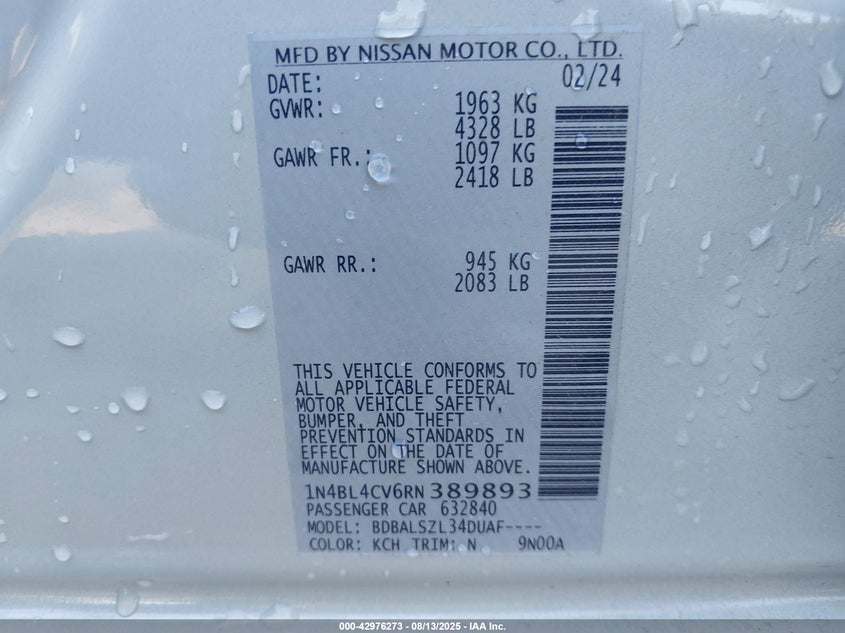 MFD BY NISSAN MOTOR CO., LTD.
DATE: 02/24
GVWR: 1963 KG
4328 LB
GAWR FR.: 1097 KG
2418 LB
GAWR RR.: 945 KG
2083 LB
THIS VEHICLE CONFORMS TO
ALL APPLICABLE FEDERAL
MOTOR VEHICLE SAFETY,
BUMPER, AND THEFT
PREVENTION STANDARDS IN
EFFECT ON THE DATE OF
MANUFACTURE SHOWN ABOVE.
1N4BL4CV6RN389893
PASSENGER CAR 632840
MODEL: BDBALSZL34DUAF----
COLOR: KCH TRIM: N 9N00A
000-42976273 - 08/13/2025 - IAA Inc.